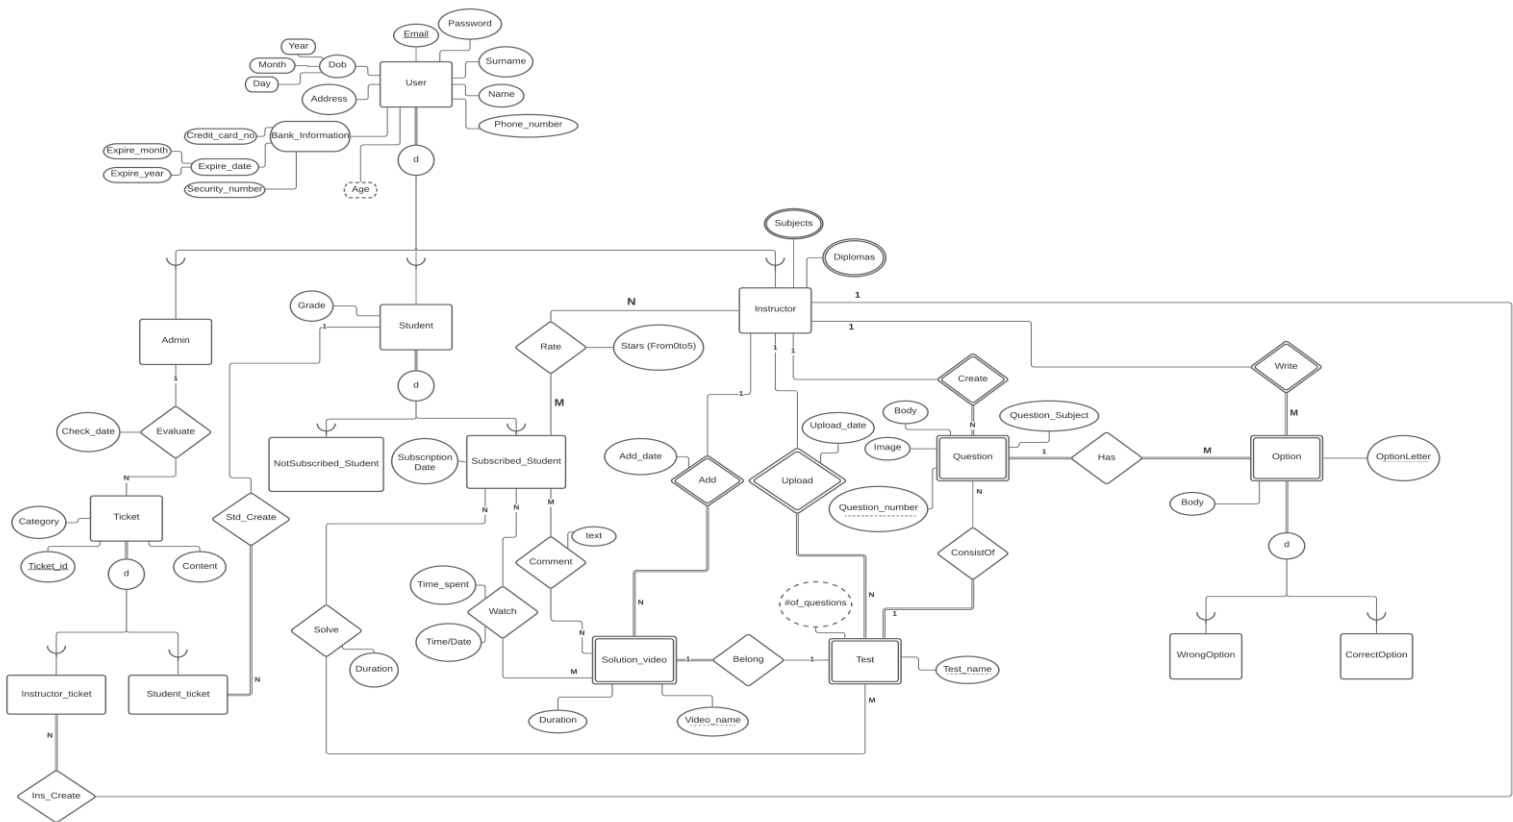 Email
Password
Year
Month
Dob
Day
User
Surname
Address
Name
Credit_card_no
Bank_Information
Phone_number
Expire_month
Expire_date
Expire_year
Security_number
d
Age
Subjects
Diplomas
Grade
Student
Instructor
N
1
1
1
1
1
1
Admin
Rate
Stars (From0to5)
Create
Write
1
d
M
M
Check_date
Evaluate
NotSubscribed_Student
Subscription
Date
Subscribed_Student
Add_date
Add
Upload_date
Upload
Body
Question_Subject
Image
Question
N
1
Has
M
Option
OptionLetter
Question_number
Body
N
N
Ticket
Category
Ticket_id
Content
d
Std_Create
N
N
M
text
Comment
ConsistOf
d
Time_spent
Watch
Time/Date
#of_questions
N
N
1
N
Solve
Duration
M
Solution_video
1
Belong
1
Test
Test_name
WrongOption
CorrectOption
Instructor_ticket
Student_ticket
N
Duration
Video_name
M
N
Ins_Create